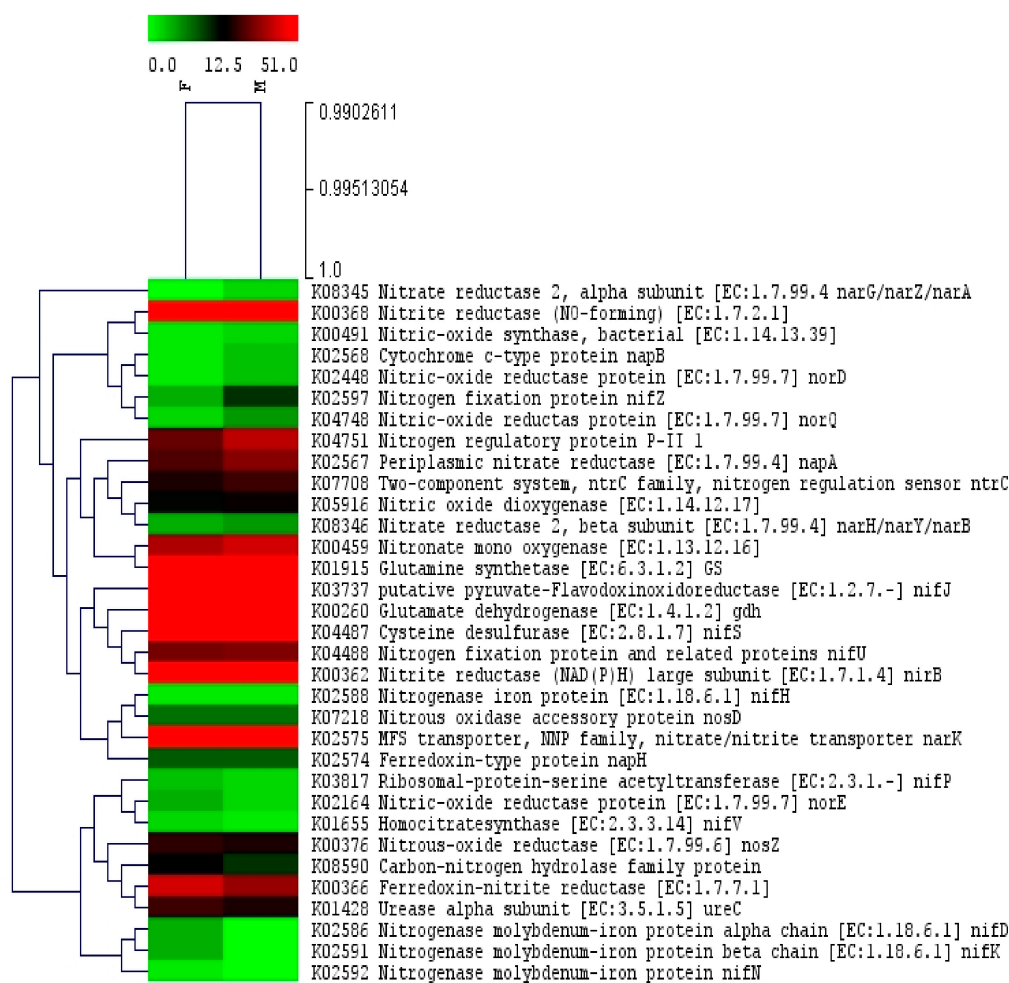 0.0 12.5 51.0
F M
0.9902611
0.99513054
1.0
K08345 Nitrate reductase 2, alpha subunit [EC:1.7.99.4 narG/narZ/narA
K00368 Nitrite reductase (NO-forming) [EC:1.7.2.1]
K00491 Nitric-oxide synthase, bacterial [EC:1.14.13.39]
K02568 Cytochrome c-type protein napB
K02448 Nitric-oxide reductase protein [EC:1.7.99.7] norD
K02597 Nitrogen fixation protein nifZ
K04748 Nitric-oxide reductas protein [EC:1.7.99.7] norQ
K04751 Nitrogen regulatory protein P-II 1
K02567 Periplasmic nitrate reductase [EC:1.7.99.4] napA
K07708 Two-component system, ntrC family, nitrogen regulation sensor ntrC
K05916 Nitric oxide dioxygenase [EC:1.14.12.17]
K08346 Nitrate reductase 2, beta subunit [EC:1.7.99.4] narH/narY/narB
K00459 Nitronate mono oxygenase [EC:1.13.12.16]
K01915 Glutamine synthetase [EC:6.3.1.2] GS
K03737 putative pyruvate-Flavodoxinoxidoreductase [EC:1.2.7.-] nifJ
K00260 Glutamate dehydrogenase [EC:1.4.1.2] gdh
K04487 Cysteine desulfurase [EC:2.8.1.7] nifS
K04488 Nitrogen fixation protein and related proteins nifU
K00362 Nitrite reductase (NAD(P)H) large subunit [EC:1.7.1.4] nirB
K02588 Nitrogenase iron protein [EC:1.18.6.1] nifH
K07218 Nitrous oxidase accessory protein nosD
K02575 MFS transporter, NNP family, nitrate/nitrite transporter narK
K02574 Ferredoxin-type protein napH
K03817 Ribosomal-protein-serine acetyltransferase [EC:2.3.1.-] nifP
K02164 Nitric-oxide reductase protein [EC:1.7.99.7] norE
K01655 Homocitratesynthase [EC:2.3.3.14] nifV
K00376 Nitrous-oxide reductase [EC:1.7.99.6] nosZ
K08590 Carbon-nitrogen hydrolase family protein
K00366 Ferredoxin-nitrite reductase [EC:1.7.7.1]
K01428 Urease alpha subunit [EC:3.5.1.5] ureC
K02586 Nitrogenase molybdenum-iron protein alpha chain [EC:1.18.6.1] nifD
K02591 Nitrogenase molybdenum-iron protein beta chain [EC:1.18.6.1] nifK
K02592 Nitrogenase molybdenum-iron protein nifN